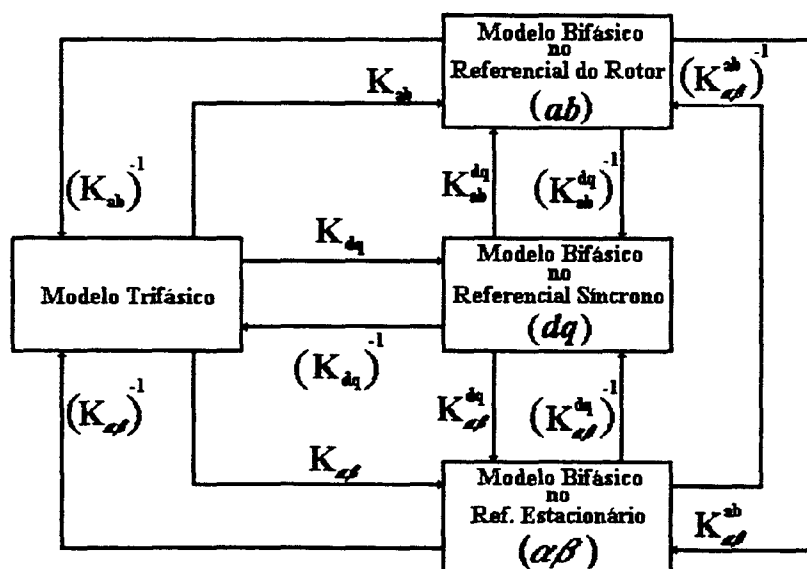 Modelo Bifásico
no
Referencial do Rotor
(ab)
K_ab
(K_αβ^ab)^-1
(K_ab)^-1
K_ab^dq
(K_ab^dq)^-1
Modelo Trifásico
K_dq
Modelo Bifásico
no
Referencial Síncrono
(dq)
(K_dq)^-1
(K_αβ)^-1
K_αβ^dq
(K_αβ^dq)^-1
K_αβ
Modelo Bifásico
no
Ref. Estacionário
(αβ)
K_αβ^ab